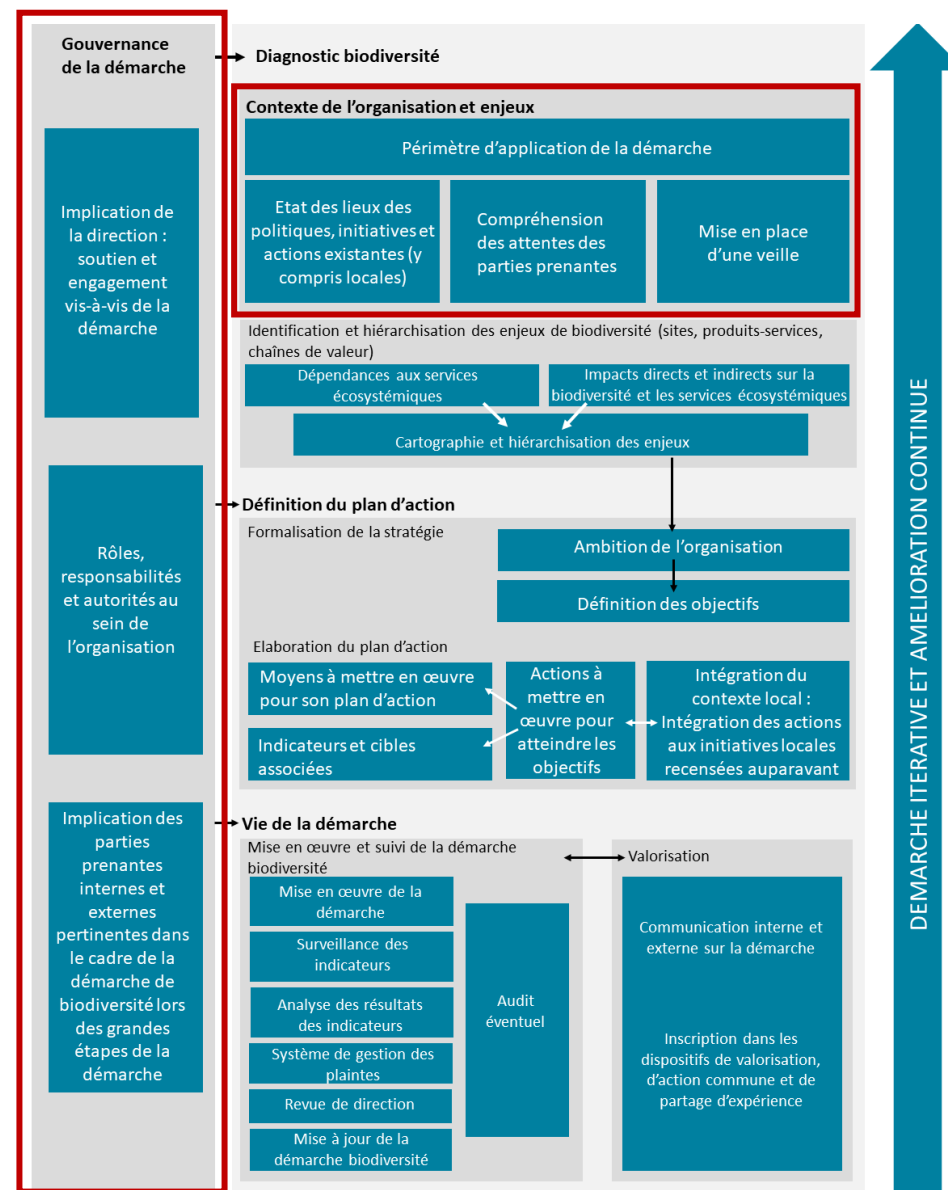 Gouvernance
de la démarche
Implication de
la direction :
soutien et
engagement
vis-à-vis de la
démarche
Rôles,
responsabilités
et autorités au
sein de
l'organisation
Implication des
parties
prenantes
internes et
externes
pertinentes dans
le cadre de la
démarche de
biodiversité lors
des grandes
étapes de la
démarche
Diagnostic biodiversité
Contexte de l'organisation et enjeux
Périmètre d'application de la démarche
Etat des lieux des
politiques, initiatives et
actions existantes (y
compris locales)
Compréhension
des attentes des
parties prenantes
Mise en place
d'une veille
Identification et hiérarchisation des enjeux de biodiversité (sites, produits-services,
chaînes de valeur)
Dépendances aux services
écosystémiques
Impacts directs et indirects sur la
biodiversité et les services écosystémiques
Cartographie et hiérarchisation des enjeux
Définition du plan d'action
Formalisation de la stratégie
Ambition de l'organisation
Définition des objectifs
Elaboration du plan d'action
Moyens à mettre en œuvre
pour son plan d'action
Indicateurs et cibles
associées
Actions à
mettre en
œuvre pour
atteindre les
objectifs
Intégration du
contexte local :
Intégration des actions
aux initiatives locales
recensées auparavant
Vie de la démarche
Mise en œuvre et suivi de la démarche
biodiversité
Mise en œuvre de la
démarche
Surveillance des
indicateurs
Analyse des résultats
des indicateurs
Système de gestion des
plaintes
Revue de direction
Mise à jour de la
démarche biodiversité
Audit
éventuel
Valorisation
Communication interne et
externe sur la démarche
Inscription dans les
dispositifs de valorisation,
d'action commune et de
partage d'expérience
DEMARCHE ITERATIVE ET AMELIORATION CONTINUE